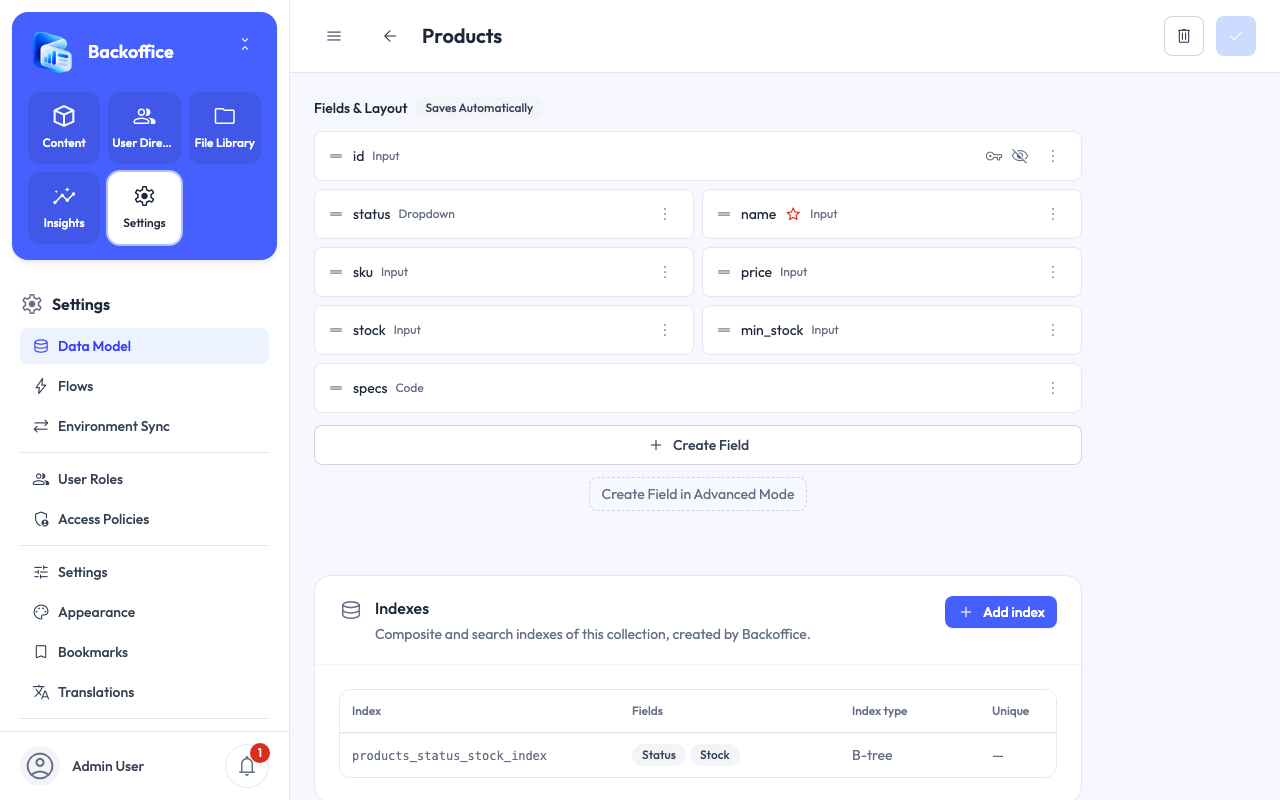 Backoffice
Content
User Dire...
File Library
Insights
Settings
Settings
Data Model
Flows
Environment Sync
User Roles
Access Policies
Settings
Appearance
Bookmarks
Translations
Admin User
1
Products
Fields & Layout Saves Automatically
id Input
status Dropdown
name Input
sku Input
price Input
stock Input
min_stock Input
specs Code
Create Field
Create Field in Advanced Mode
Indexes
Composite and search indexes of this collection, created by Backoffice.
Add index
Index Fields Index type Unique
products_status_stock_index Status Stock B-tree —